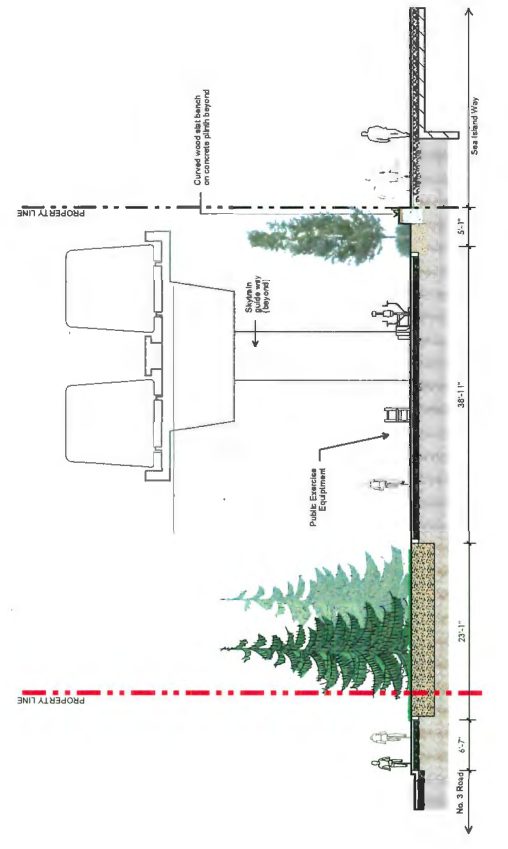 PROPERTY LINE
PROPERTY LINE
Curved wood slat bench
on concrete plinth beyond
Skytrain
guide way
(beyond)
Public Exercise
Equiptment
No. 3 Road
6'-7"
23'-1"
38'-11"
5'-1"
Sea Island Way